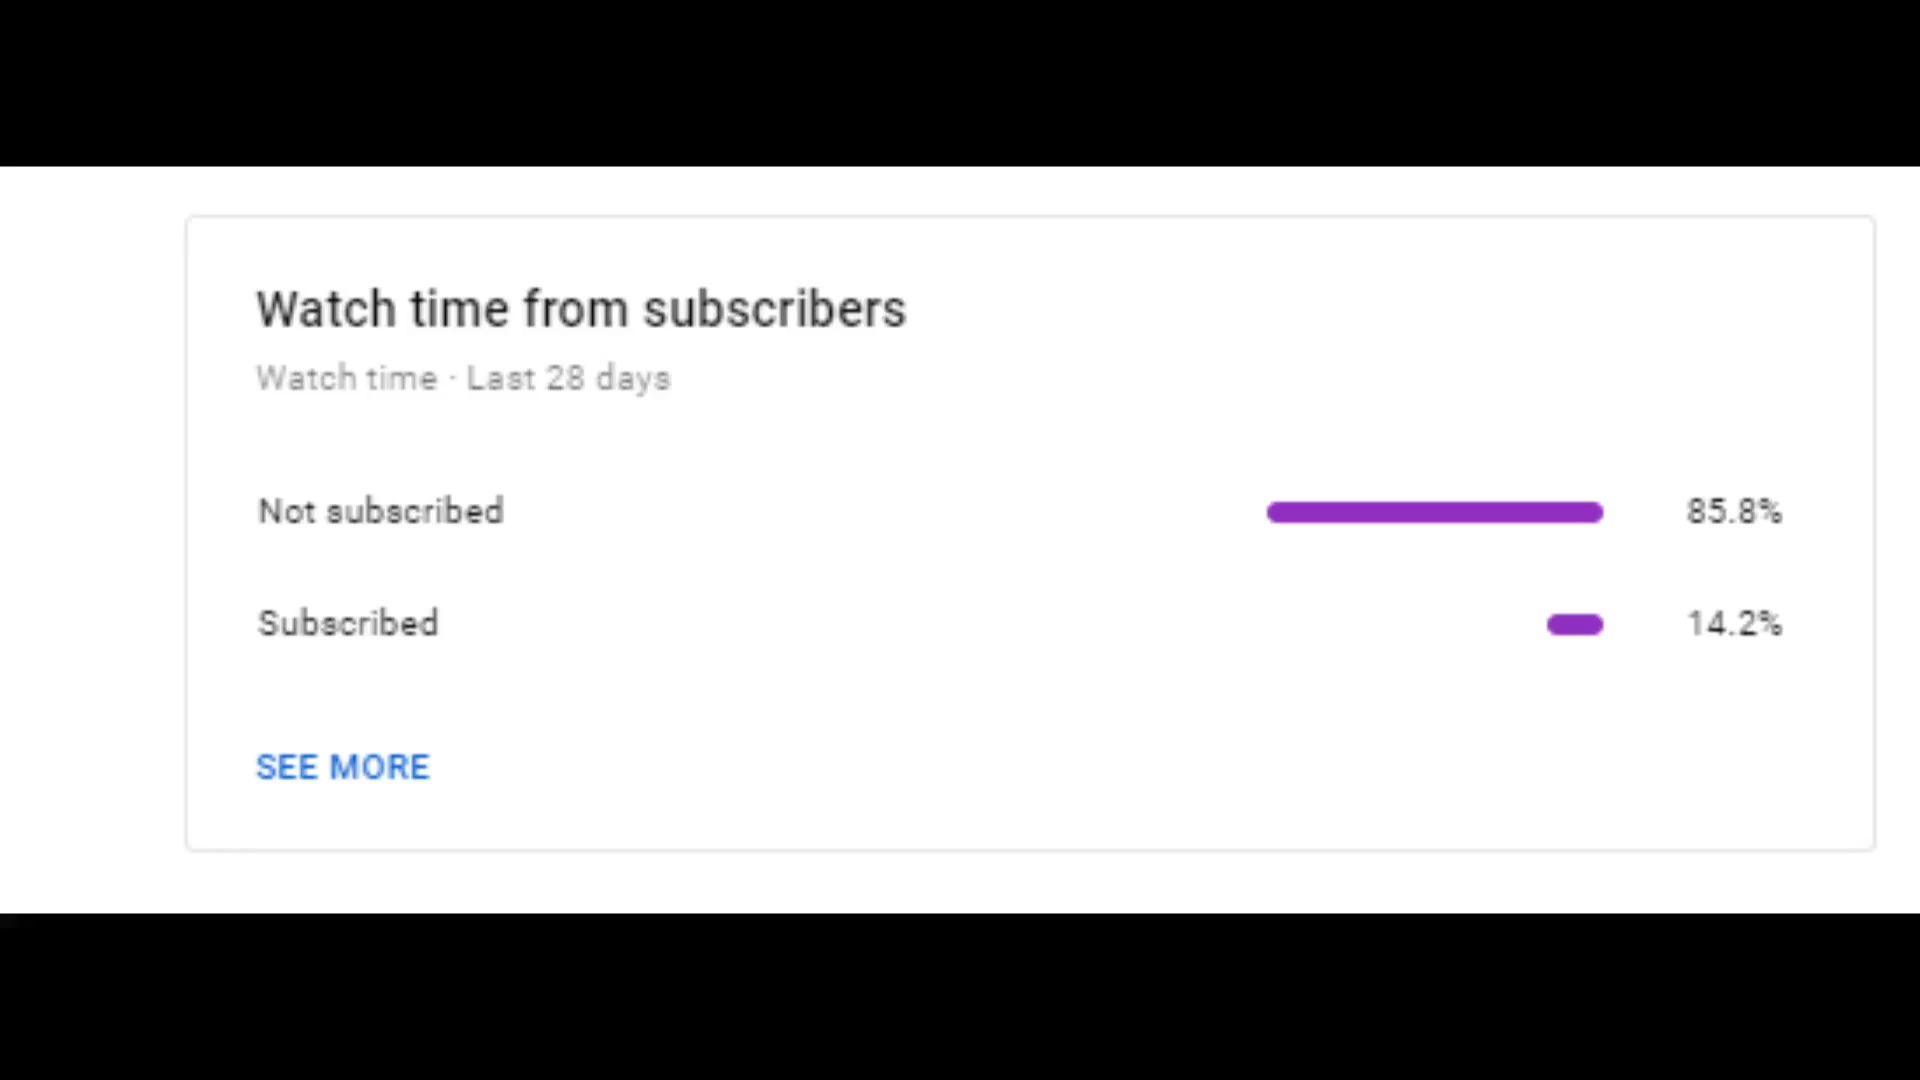 Watch time from subscribers
Watch time · Last 28 days
Not subscribed 85.8%
Subscribed 14.2%
SEE MORE